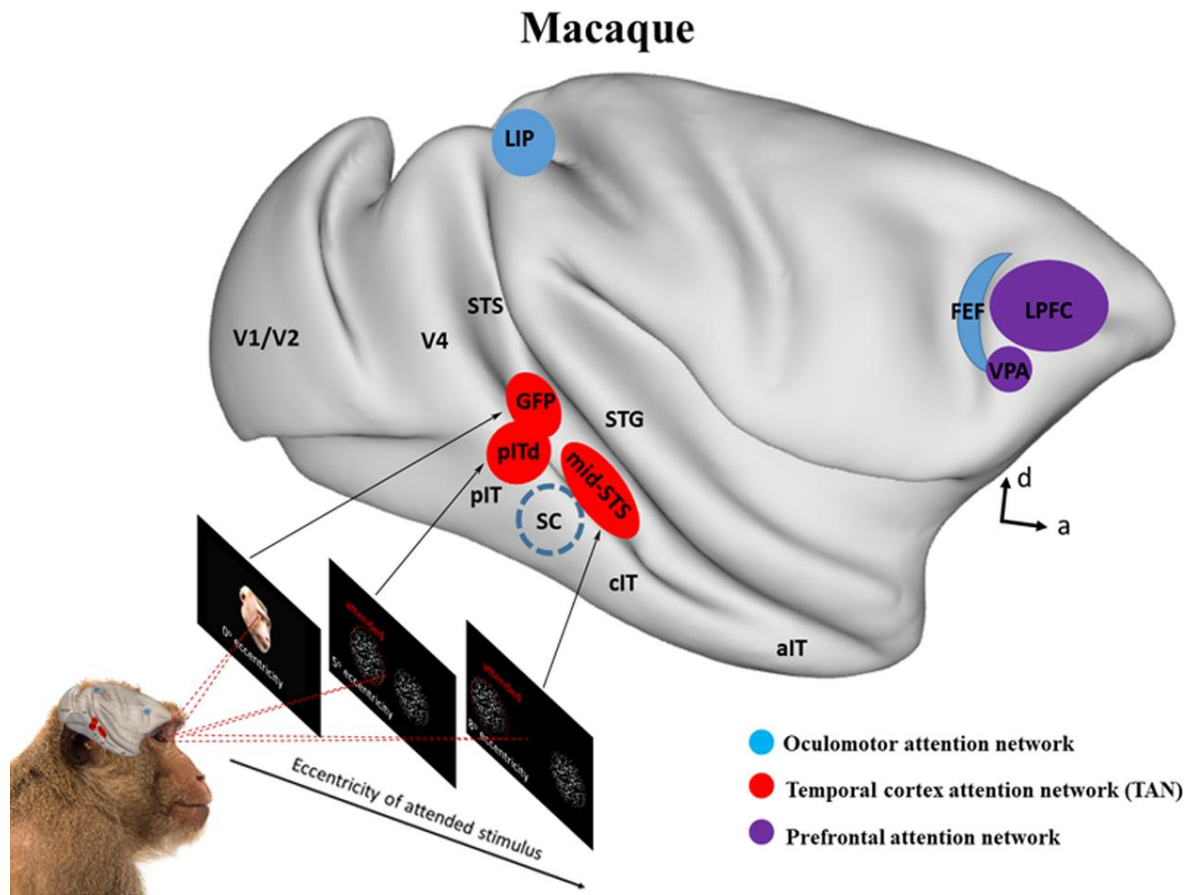 Macaque
LIP
STS
V1/V2
V4
FEF
LPFC
VPA
GFP
STG
pITd
mid-STS
pIT
SC
cIT
aIT
d
a
0° eccentricity
attended
5° eccentricity
attended
8° eccentricity
Eccentricity of attended stimulus
Oculomotor attention network
Temporal cortex attention network (TAN)
Prefrontal attention network